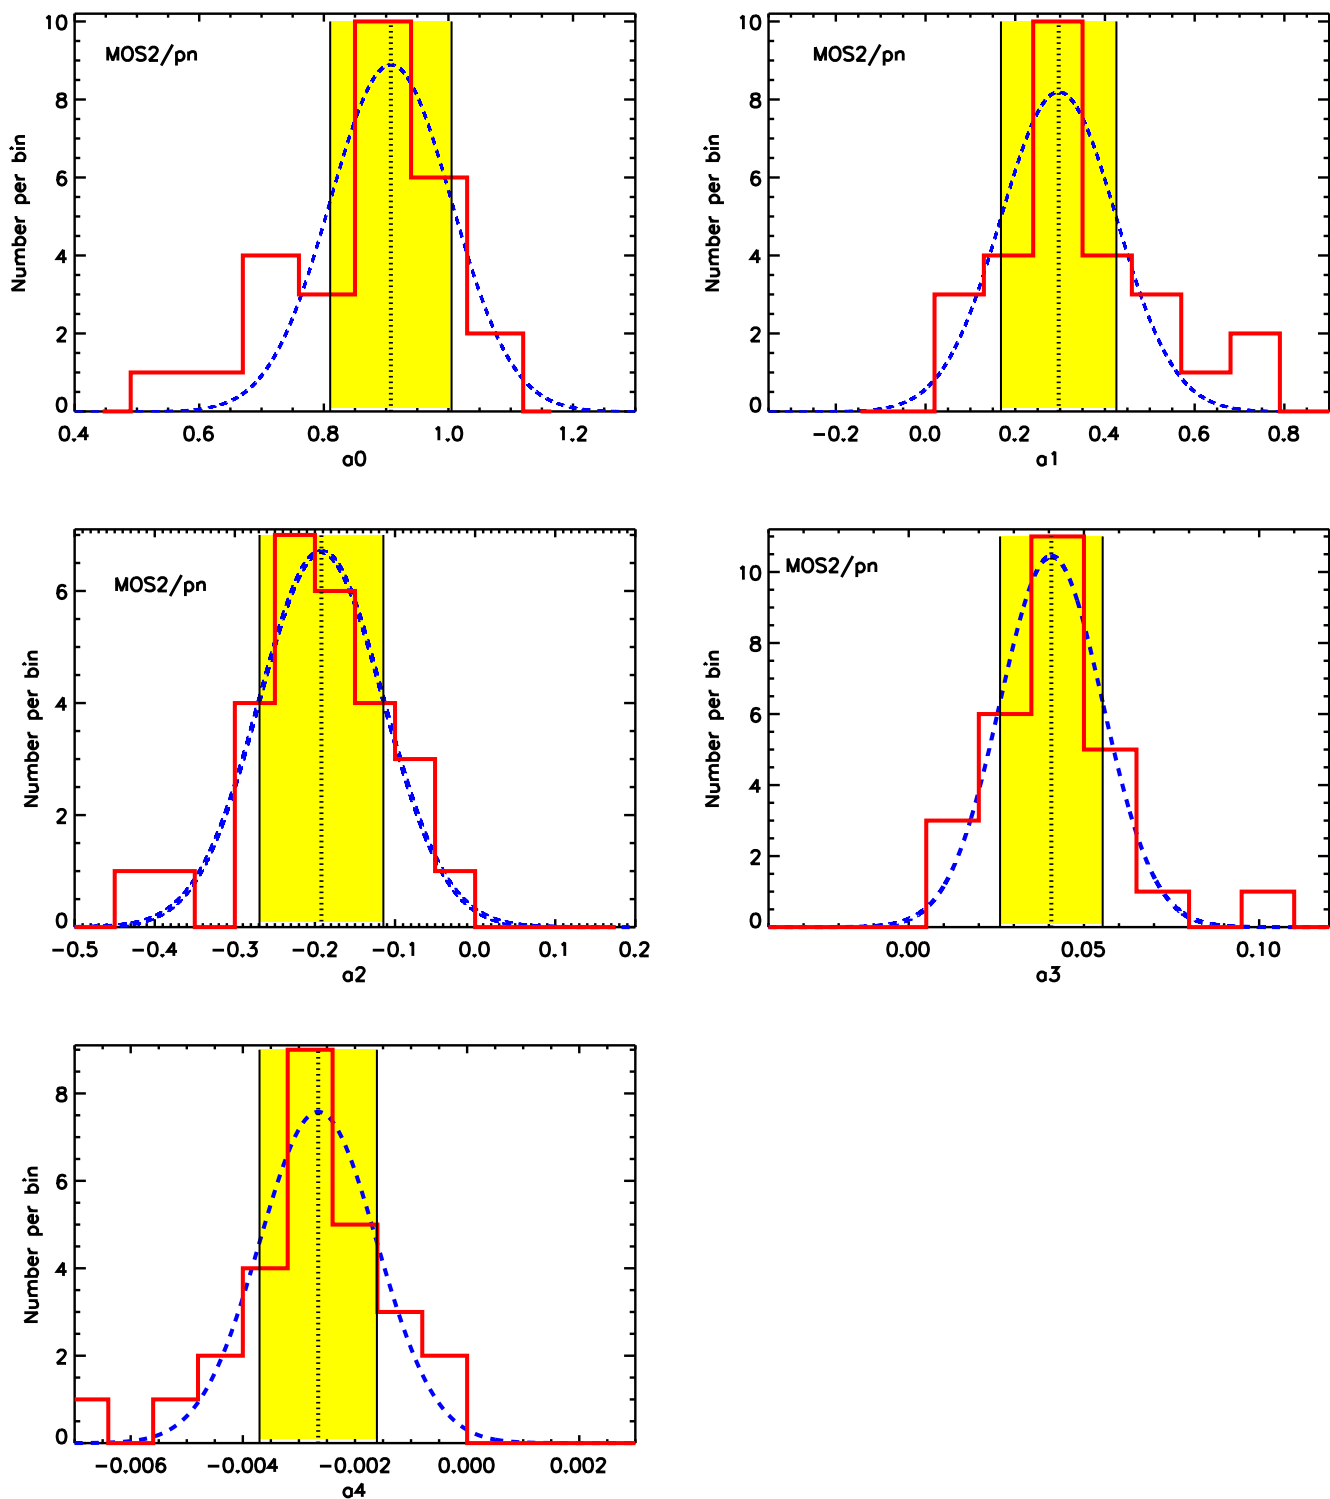 MOS2/pn
Number per bin
10
8
6
4
2
0
0.4 0.6 0.8 1.0 1.2
a0
MOS2/pn
Number per bin
10
8
6
4
2
0
-0.2 0.0 0.2 0.4 0.6 0.8
a1
MOS2/pn
Number per bin
6
4
2
0
-0.5 -0.4 -0.3 -0.2 -0.1 0.0 0.1 0.2
a2
MOS2/pn
Number per bin
10
8
6
4
2
0
0.00 0.05 0.10
a3
Number per bin
8
6
4
2
0
-0.006 -0.004 -0.002 0.000 0.002
a4